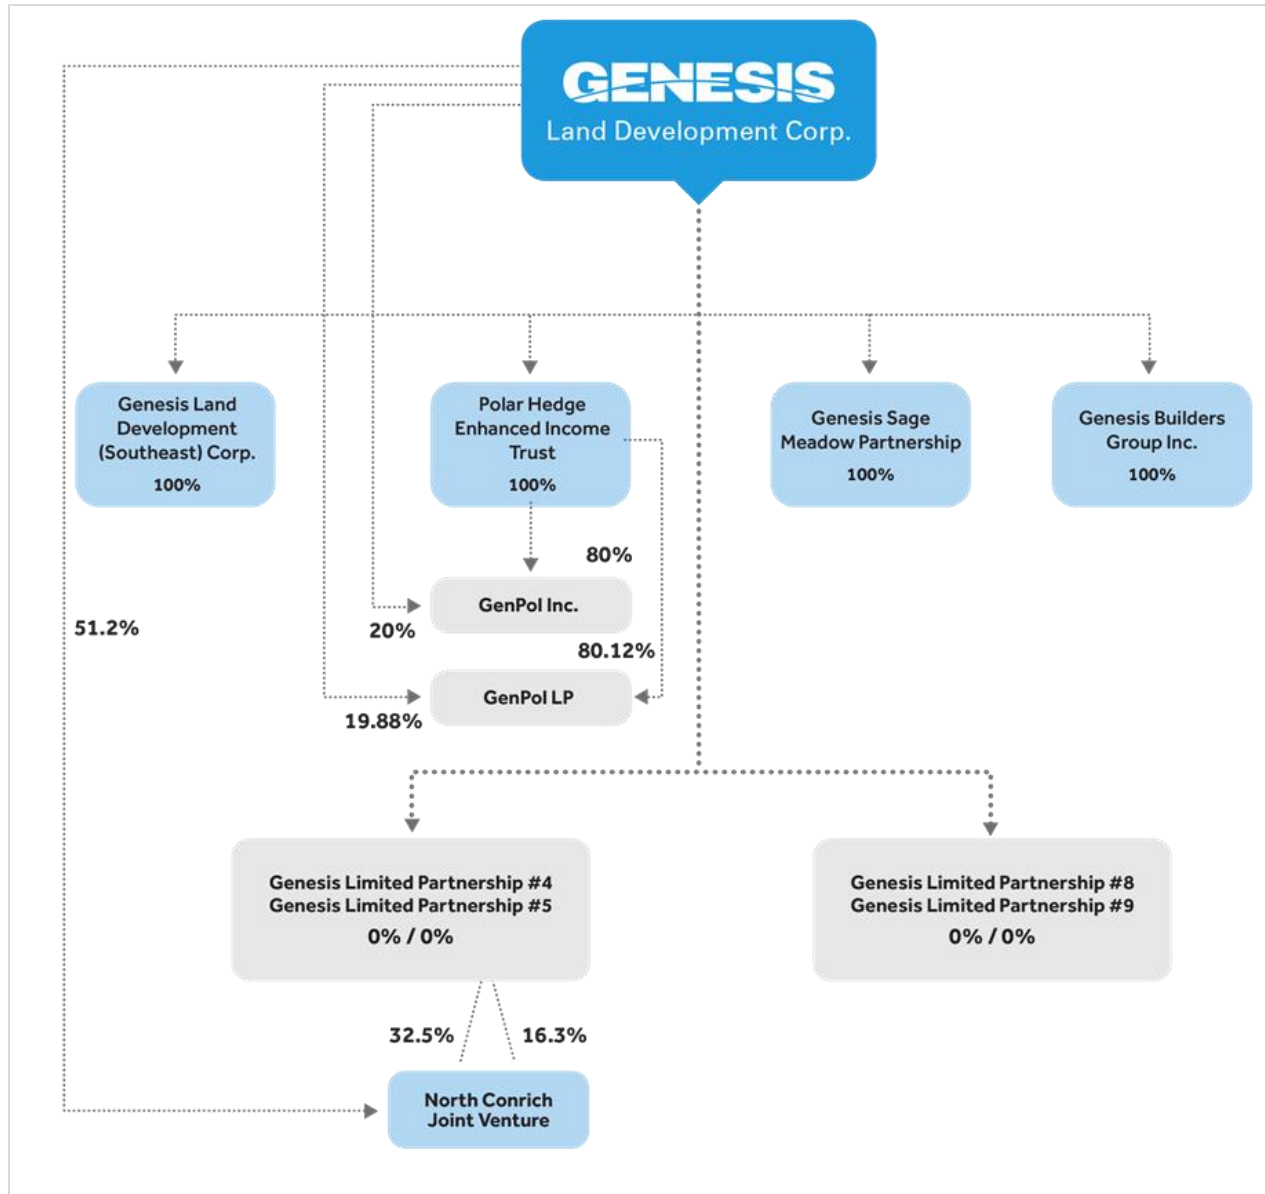 GENESIS
Land Development Corp.
Genesis Land
Development
(Southeast) Corp.
100%
Polar Hedge
Enhanced Income
Trust
100%
Genesis Sage
Meadow Partnership
100%
Genesis Builders
Group Inc.
100%
80%
GenPol Inc.
20%
51.2%
80.12%
GenPol LP
19.88%
Genesis Limited Partnership #4
Genesis Limited Partnership #5
0% / 0%
Genesis Limited Partnership #8
Genesis Limited Partnership #9
0% / 0%
32.5%
16.3%
North Conrich
Joint Venture